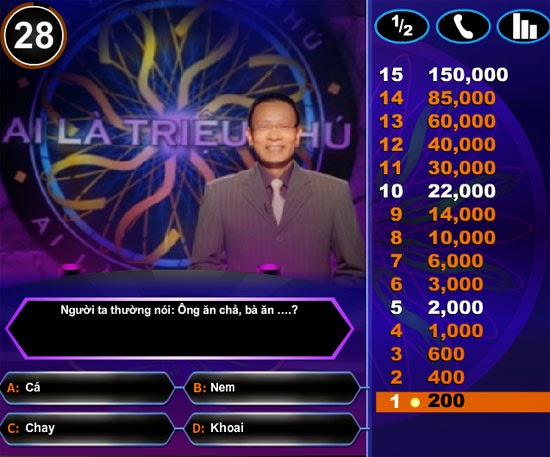 28
AI LÀ TRIỆU PHÚ
Người ta thường nói: Ông ăn chả, bà ăn ....?
A: Cá
B: Nem
C: Chay
D: Khoai
1/2
15 150,000
14 85,000
13 60,000
12 40,000
11 30,000
10 22,000
9 14,000
8 10,000
7 6,000
6 3,000
5 2,000
4 1,000
3 600
2 400
1 200